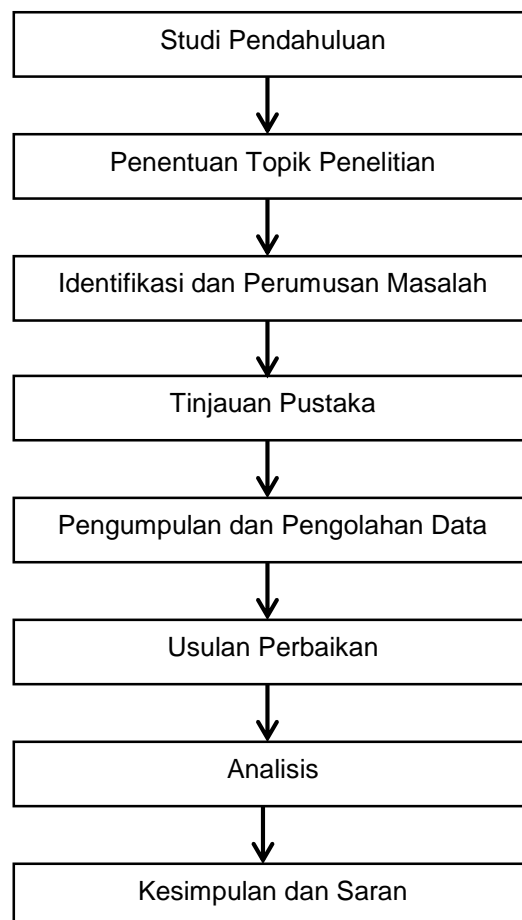 Studi Pendahuluan
Penentuan Topik Penelitian
Identifikasi dan Perumusan Masalah
Tinjauan Pustaka
Pengumpulan dan Pengolahan Data
Usulan Perbaikan
Analisis
Kesimpulan dan Saran